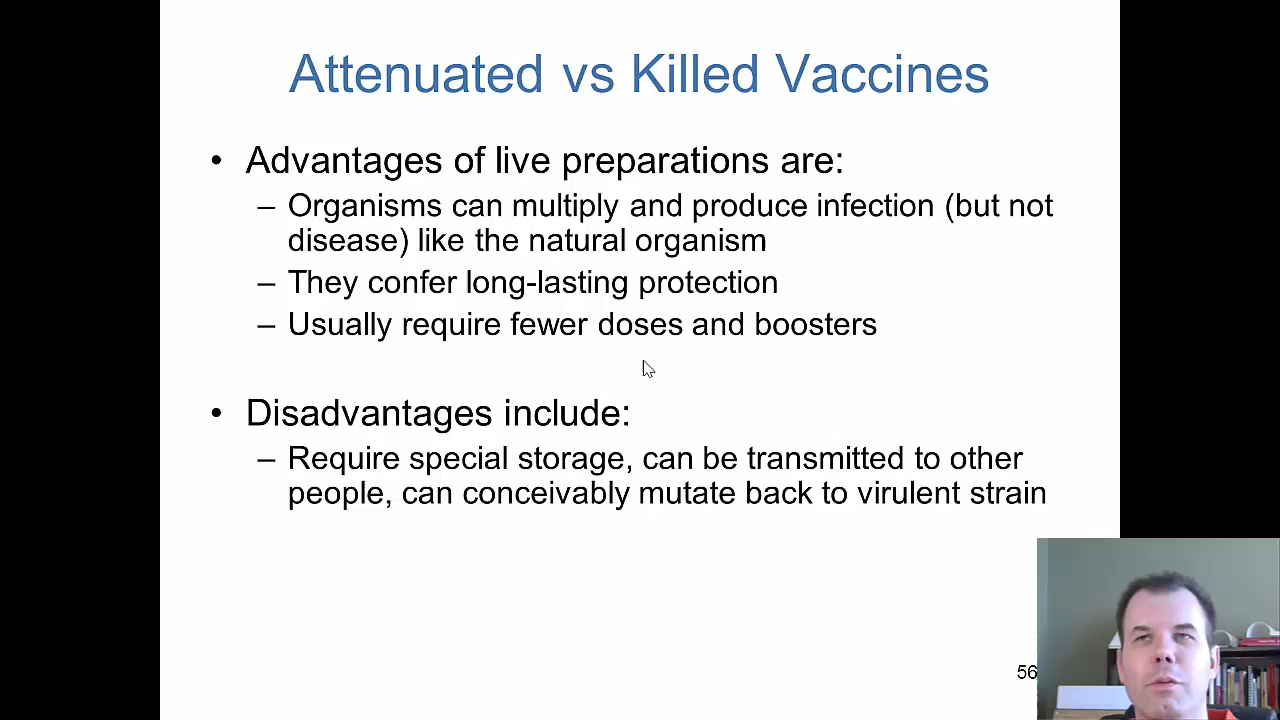 Attenuated vs Killed Vaccines
• Advantages of live preparations are:
– Organisms can multiply and produce infection (but not
disease) like the natural organism
– They confer long-lasting protection
– Usually require fewer doses and boosters
• Disadvantages include:
– Require special storage, can be transmitted to other
people, can conceivably mutate back to virulent strain
56